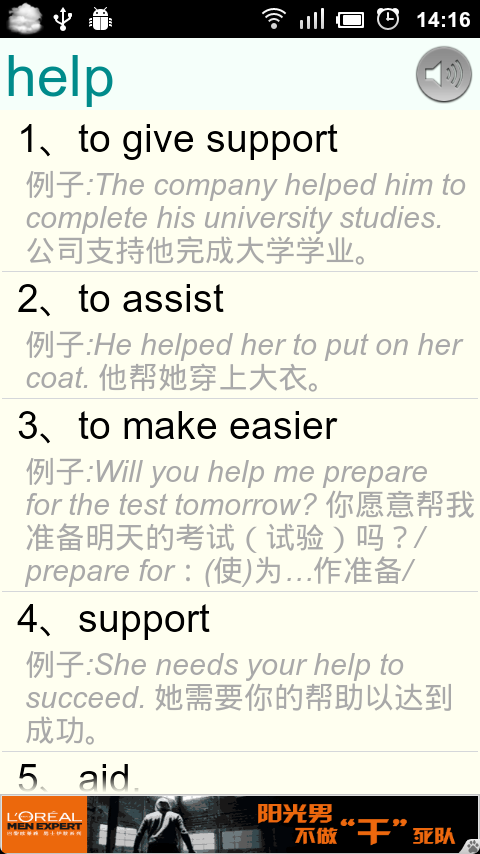 14:16
help
1、to give support
例子:The company helped him to
complete his university studies.
公司支持他完成大学学业。
2、to assist
例子:He helped her to put on her
coat. 他帮她穿上大衣。
3、to make easier
例子:Will you help me prepare
for the test tomorrow? 你愿意帮我
准备明天的考试（试验）吗？/
prepare for：(使)为…作准备/
4、support
例子:She needs your help to
succeed. 她需要你的帮助以达到
成功。
5、aid.
L'ORÉAL
MEN EXPERT
阳光男
不做“干”死队